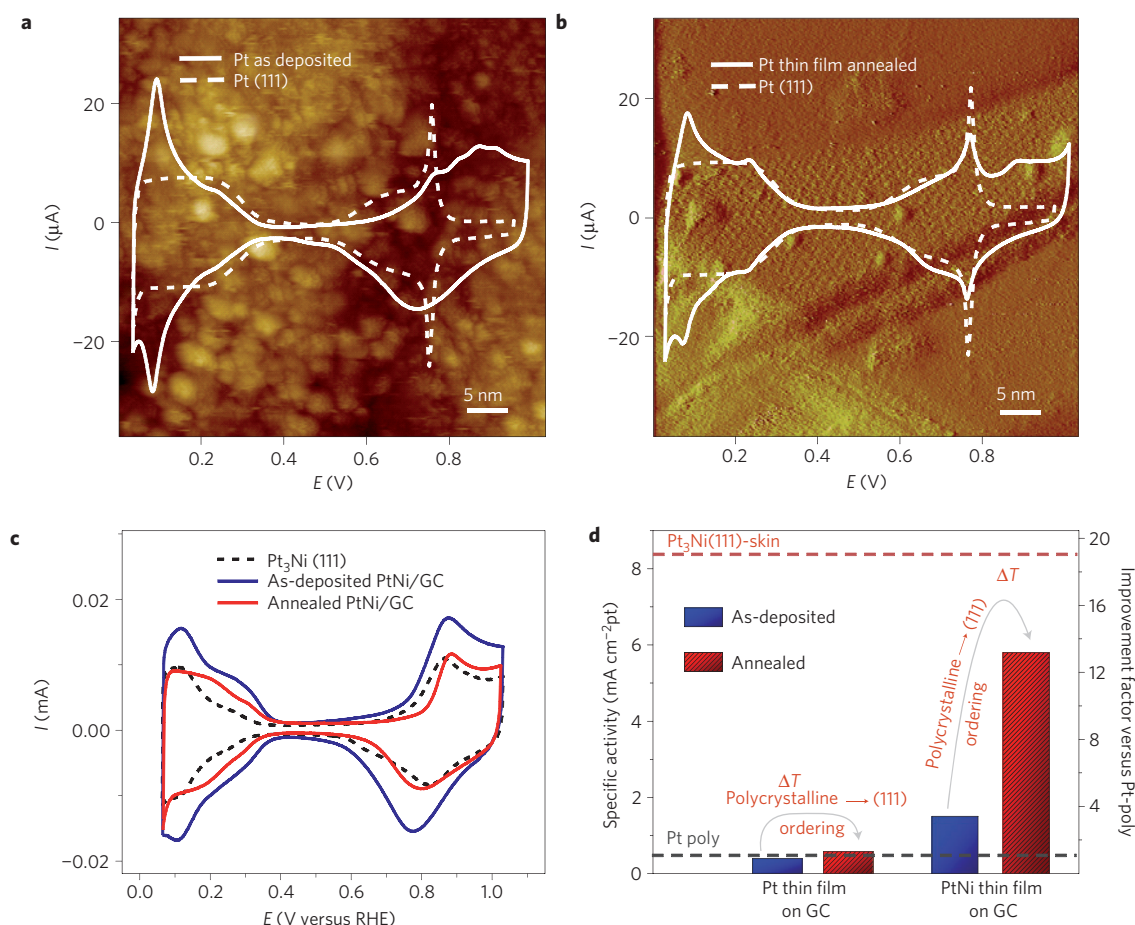 a
Pt as deposited
Pt (111)
20
0
−20
I (μA)
5 nm
0.2 0.4 0.6 0.8
E (V)
b
Pt thin film annealed
Pt (111)
20
0
−20
I (μA)
5 nm
0.2 0.4 0.6 0.8
E (V)
c
Pt₃Ni (111)
As-deposited PtNi/GC
Annealed PtNi/GC
0.02
0.00
−0.02
I (mA)
0.0 0.2 0.4 0.6 0.8 1.0
E (V versus RHE)
d
Pt₃Ni(111)-skin
ΔT
As-deposited
Annealed
Polycrystalline → (111)
ordering
ΔT
Polycrystalline → (111)
ordering
Pt poly
8
6
4
2
0
Specific activity (mA cm⁻²pt)
20
16
12
8
4
Improvement factor versus Pt-poly
Pt thin film
on GC
PtNi thin film
on GC